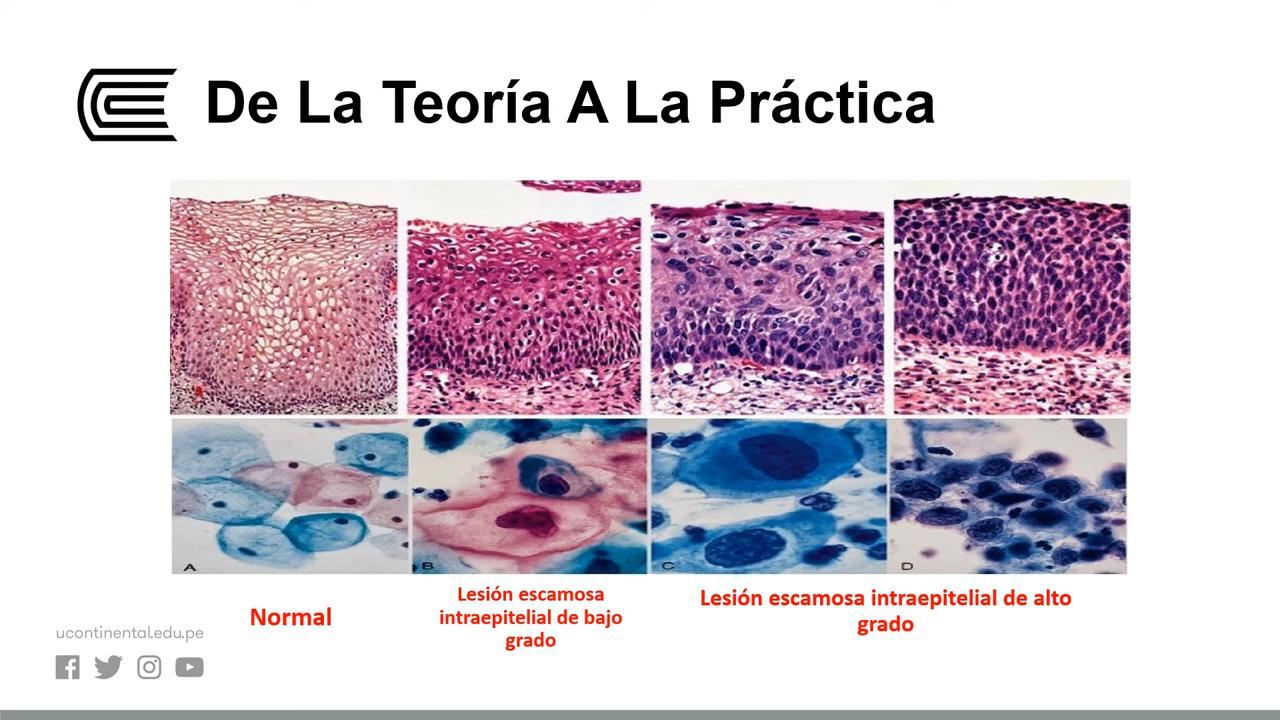 De La Teoría A La Práctica
A
B
C
D
Normal
Lesión escamosa
intraepitelial de bajo
grado
Lesión escamosa intraepitelial de alto
grado
ucontinental.edu.pe